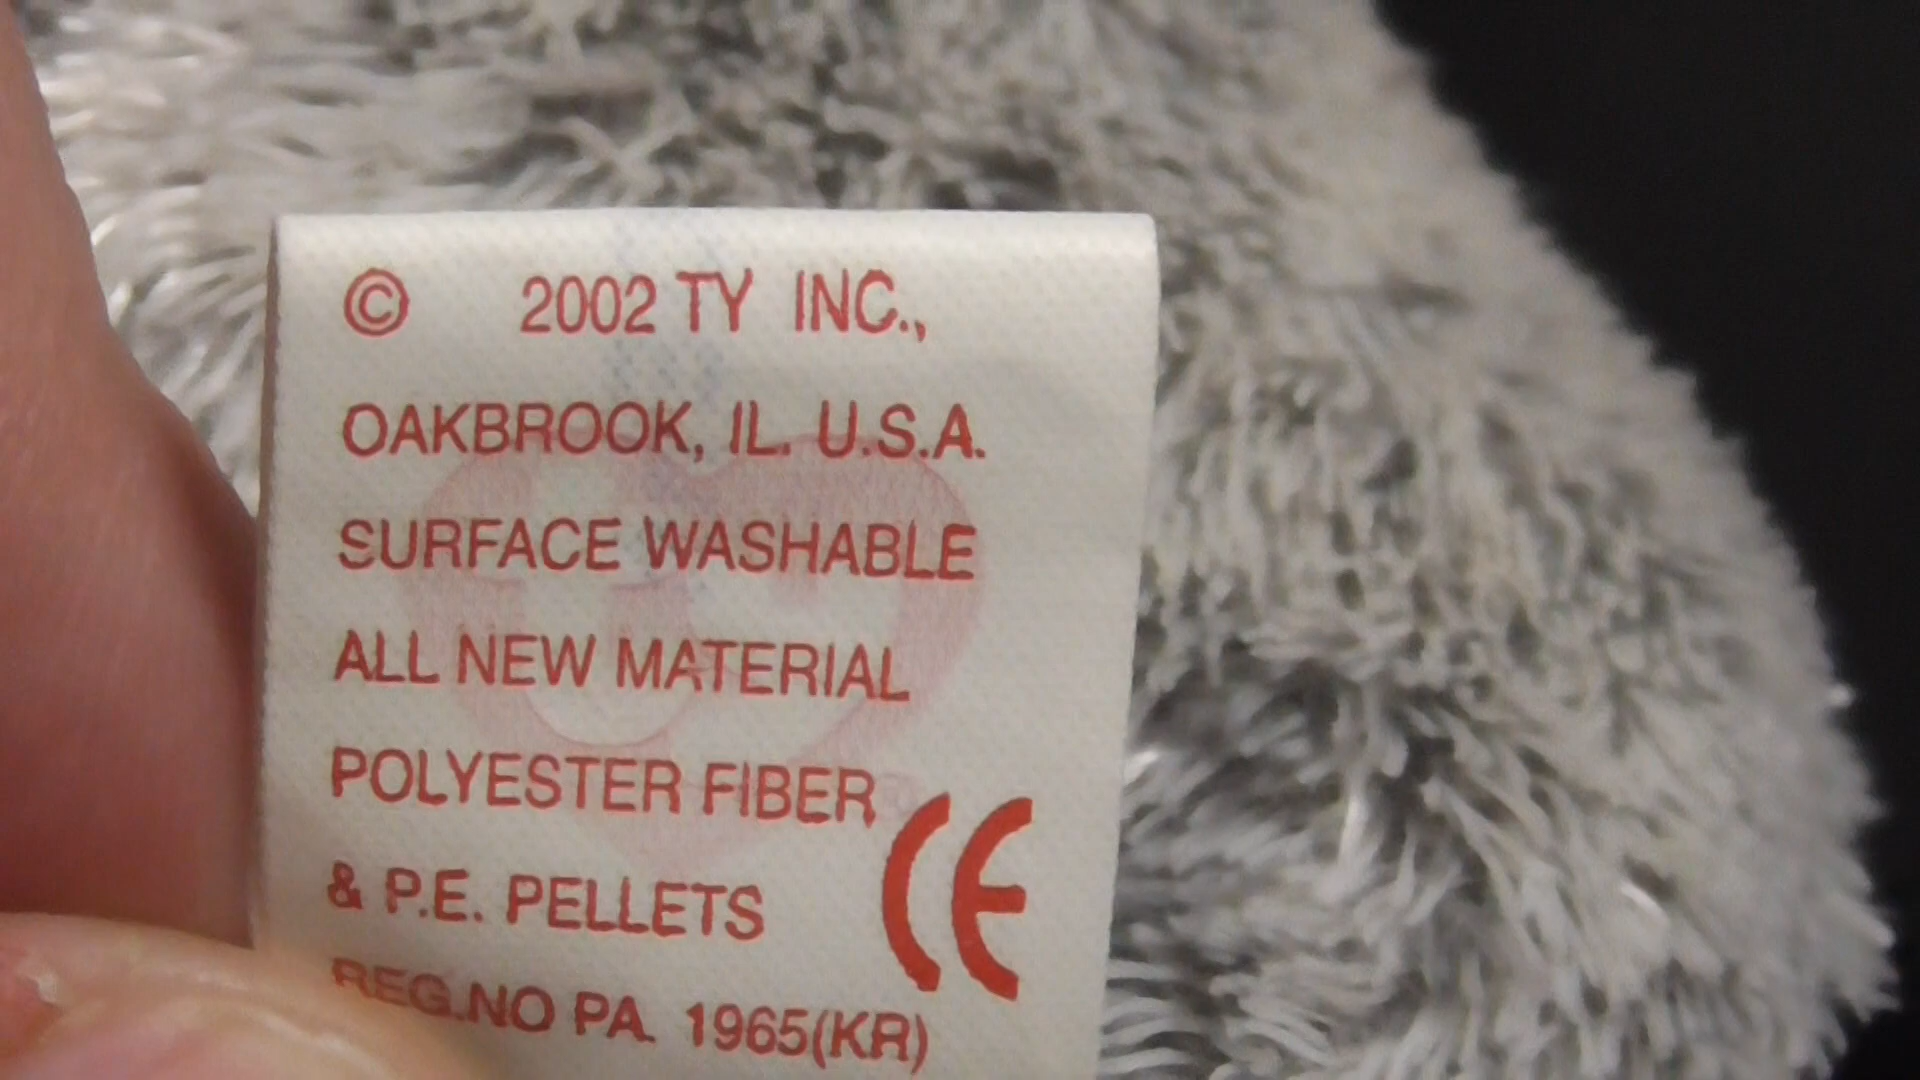 © 2002 TY INC.,
OAKBROOK, IL. U.S.A.
SURFACE WASHABLE
ALL NEW MATERIAL
POLYESTER FIBER
& P.E. PELLETS
CE
REG.NO PA. 1965(KR)